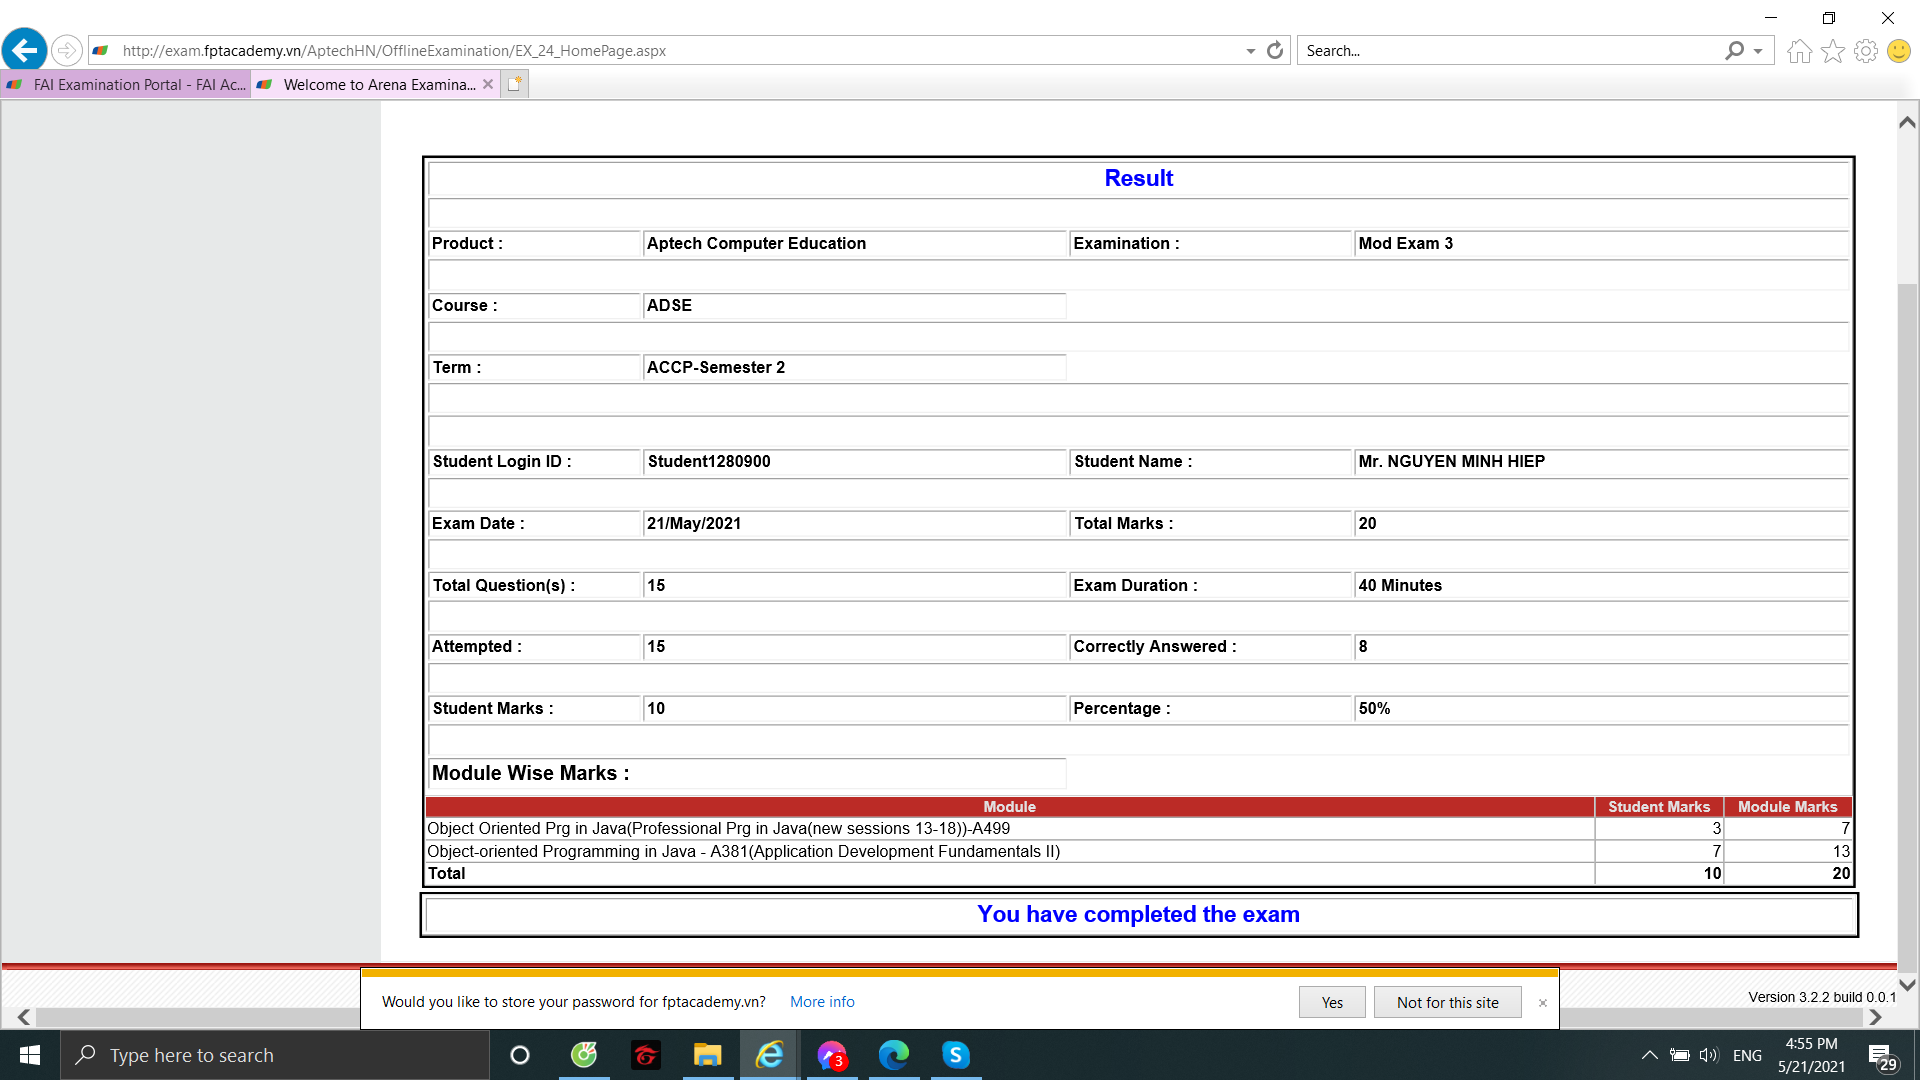 http://exam.fptacademy.vn/AptechHN/OfflineExamination/EX_24_HomePage.aspx
Search...
FAI Examination Portal - FAI Ac...
Welcome to Arena Examina...
Result
Product : Aptech Computer Education Examination : Mod Exam 3
Course : ADSE
Term : ACCP-Semester 2
Student Login ID : Student1280900 Student Name : Mr. NGUYEN MINH HIEP
Exam Date : 21/May/2021 Total Marks : 20
Total Question(s) : 15 Exam Duration : 40 Minutes
Attempted : 15 Correctly Answered : 8
Student Marks : 10 Percentage : 50%
Module Wise Marks :
Module Student Marks Module Marks
Object Oriented Prg in Java(Professional Prg in Java(new sessions 13-18))-A499 3 7
Object-oriented Programming in Java - A381(Application Development Fundamentals II) 7 13
Total 10 20
You have completed the exam
Would you like to store your password for fptacademy.vn? More info Yes Not for this site
Version 3.2.2 build 0.0.1
Type here to search
3
S
ENG
4:55 PM
5/21/2021
29